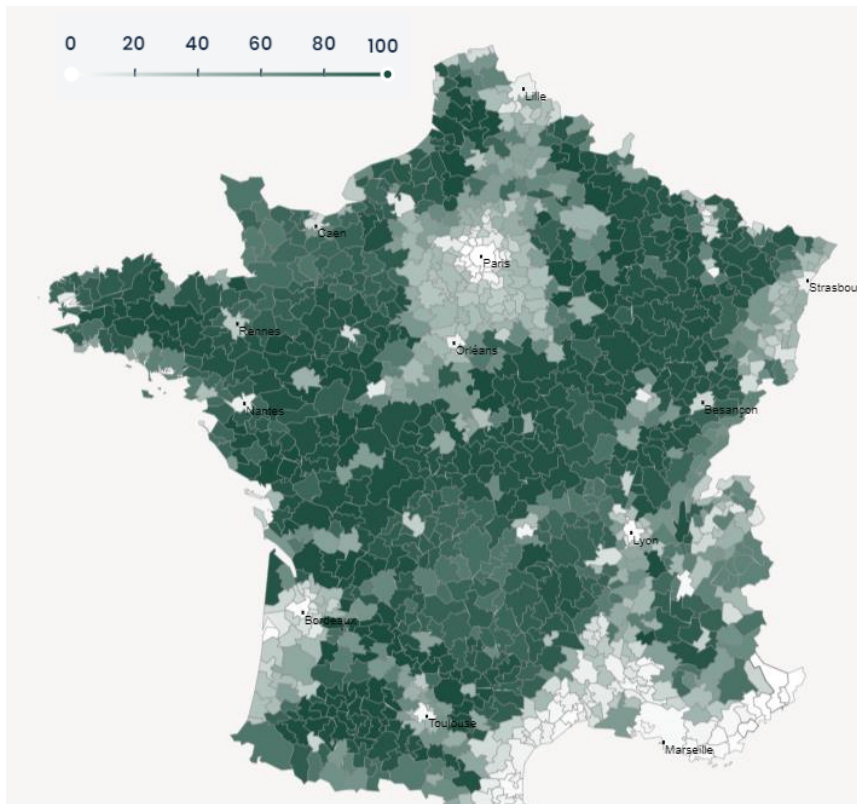 0 20 40 60 80 100
Lille
Caen
Paris
Strasbou
Rennes
Orléans
Nantes
Besançon
Lyon
Bordeaux
Toulouse
Marseille